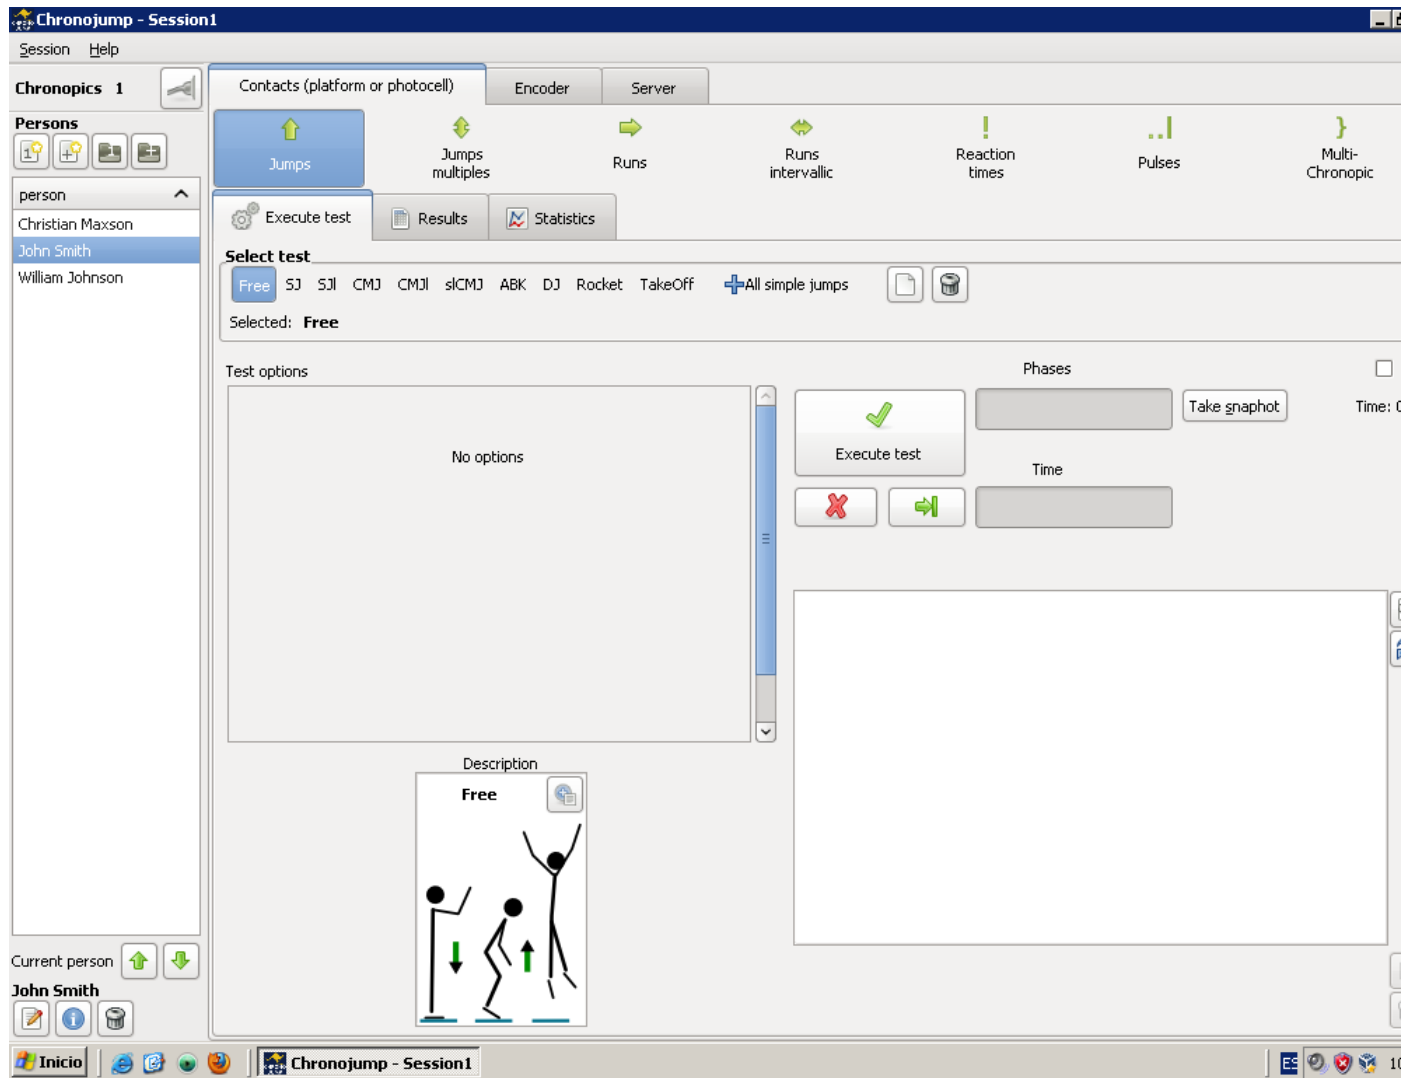 Chronojump - Session1
Session Help
Chronopics 1
Contacts (platform or photocell) Encoder Server
Persons
Jumps
Jumps multiples
Runs
Runs intervallic
Reaction times
Pulses
Multi-Chronopic
person
Christian Maxson
John Smith
William Johnson
Execute test Results Statistics
Select test
Free SJ SJl CMJ CMJl slCMJ ABK DJ Rocket TakeOff All simple jumps
Selected: Free
Test options
No options
Phases
Execute test
Take snaphot
Time:
Time
Description
Free
Current person
John Smith
Inicio
Chronojump - Session1
ES